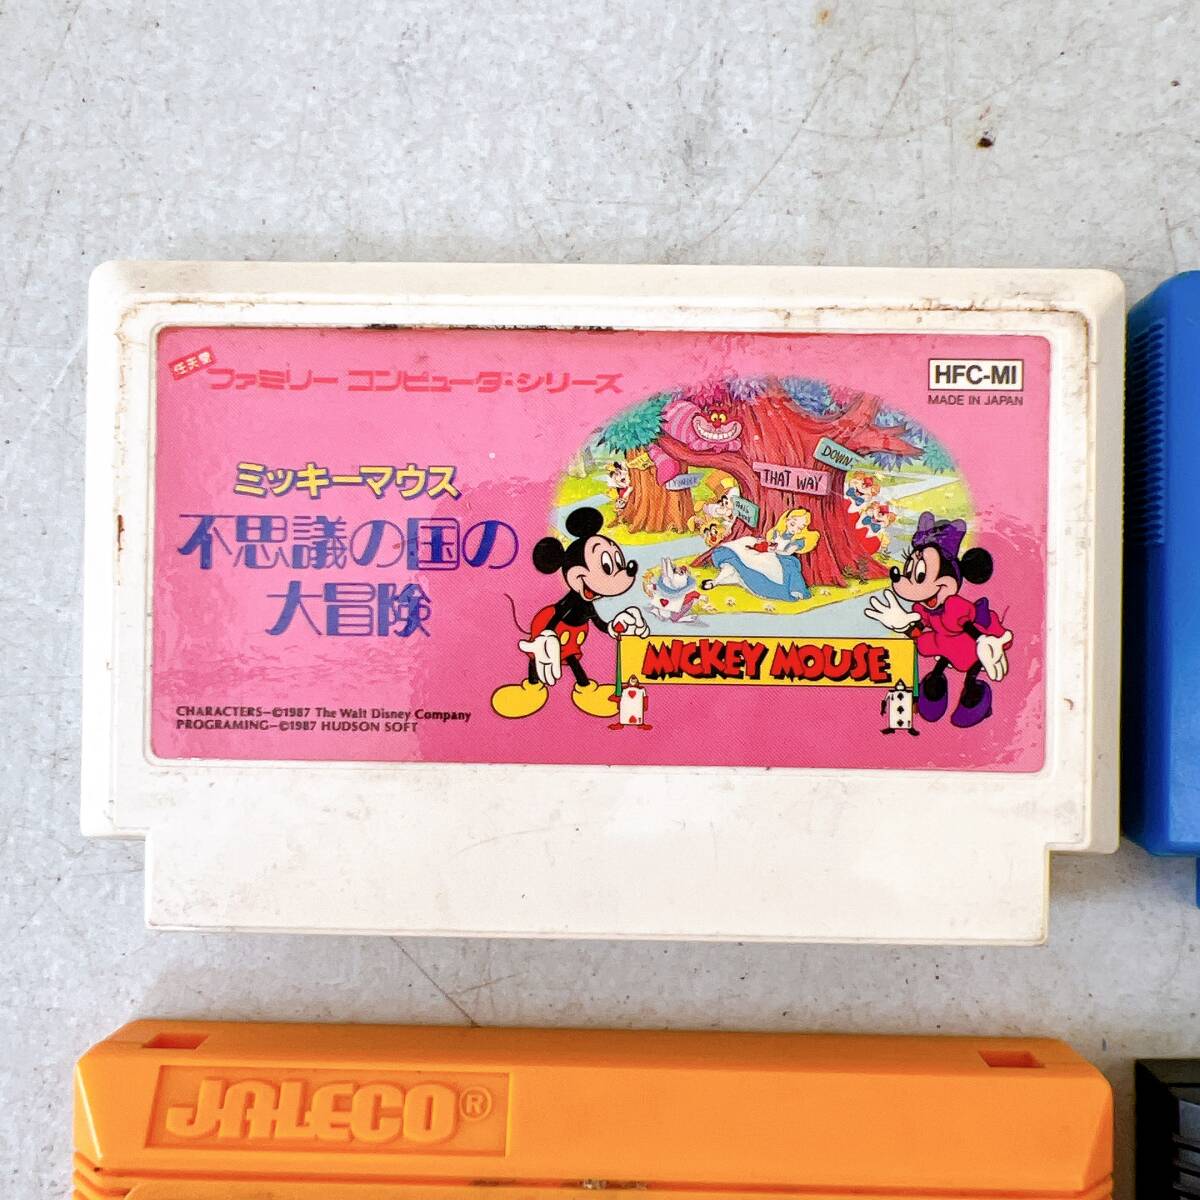 任天堂
ファミリー コンピュータ・シリーズ
HFC-MI
MADE IN JAPAN
ミッキーマウス
不思議の国の
大冒険
DOWN
THAT WAY
YONDER
MICKEY MOUSE
CHARACTERS–©1987 The Walt Disney Company
PROGRAMING–©1987 HUDSON SOFT
JALECO®